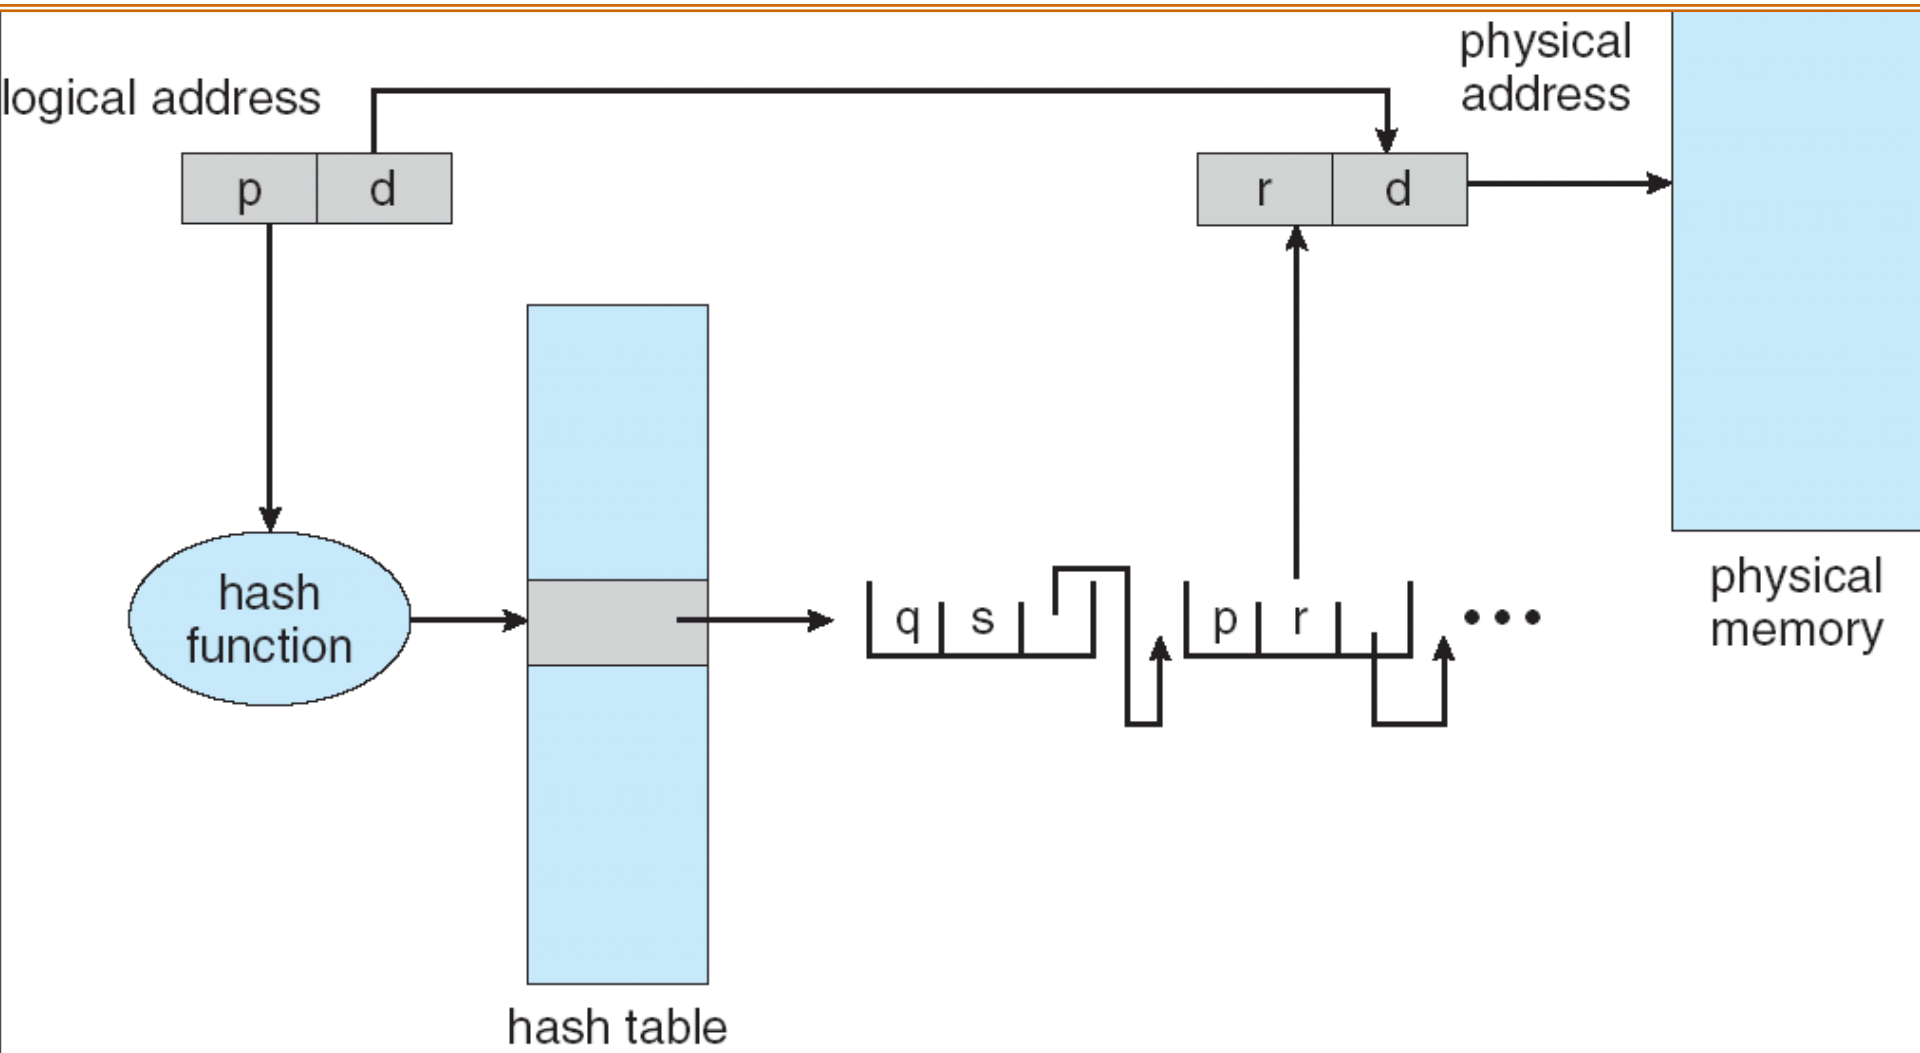 logical address
physical
address
p d
r d
hash
function
q s
p r
physical
memory
hash table